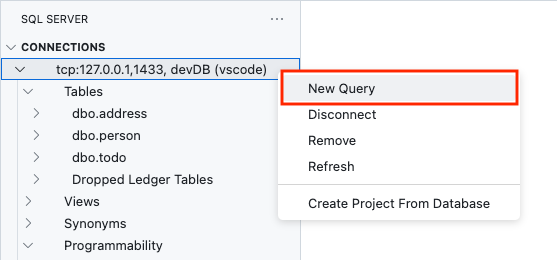 SQL SERVER
CONNECTIONS
tcp:127.0.0.1,1433, devDB (vscode)
Tables
dbo.address
dbo.person
dbo.todo
Dropped Ledger Tables
Views
Synonyms
Programmability
New Query
Disconnect
Remove
Refresh
Create Project From Database